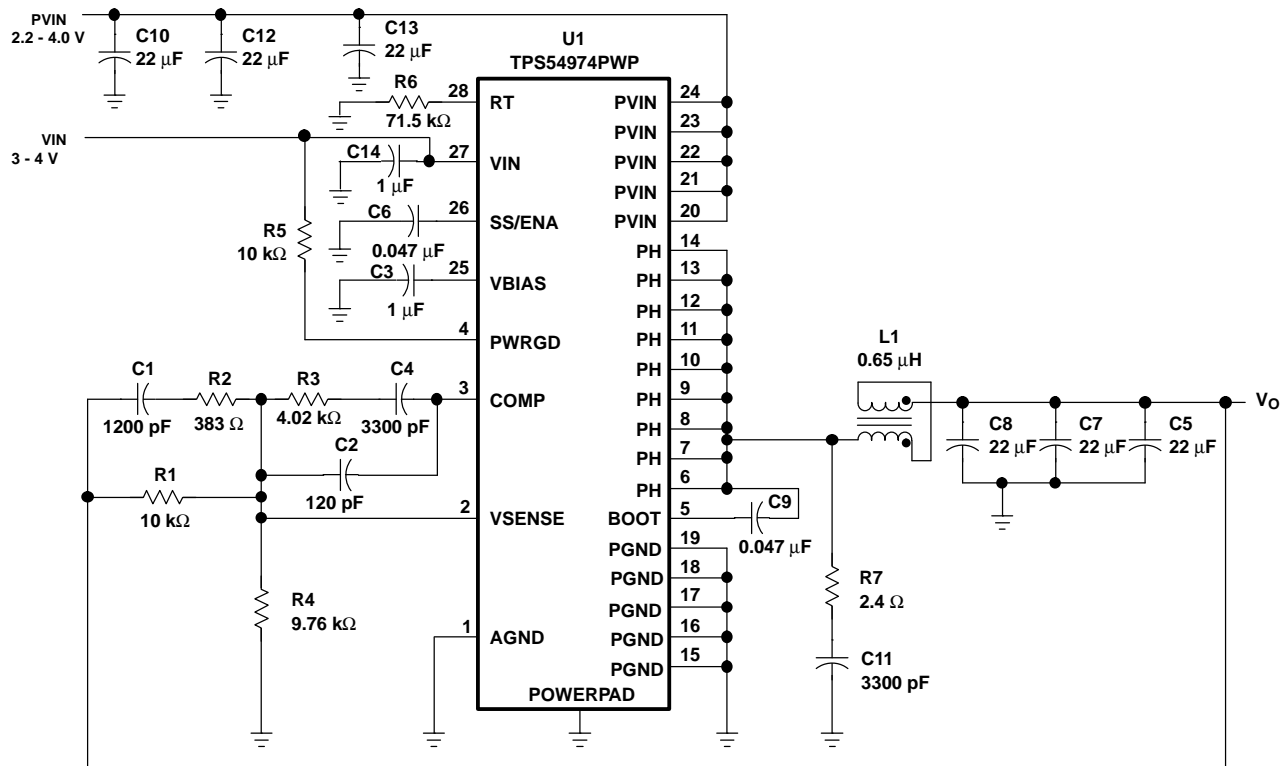 PVIN
2.2 - 4.0 V
C10
22 μF
C12
22 μF
C13
22 μF
U1
TPS54974PWP
R6
71.5 kΩ
28
RT
PVIN
24
PVIN
23
VIN
3 - 4 V
C14
1 μF
27
VIN
PVIN
22
PVIN
21
C6
0.047 μF
26
SS/ENA
PVIN
20
R5
10 kΩ
PH
14
C3
1 μF
25
VBIAS
PH
13
PH
12
4
PWRGD
PH
11
PH
10
L1
0.65 μH
C1
1200 pF
R2
383 Ω
R3
4.02 kΩ
C4
3300 pF
3
COMP
PH
9
PH
8
VO
C8
22 μF
C7
22 μF
C5
22 μF
C2
120 pF
PH
7
R1
10 kΩ
PH
6
2
VSENSE
BOOT
5
C9
0.047 μF
PGND
19
PGND
18
R4
9.76 kΩ
PGND
17
R7
2.4 Ω
1
AGND
PGND
16
PGND
15
C11
3300 pF
POWERPAD